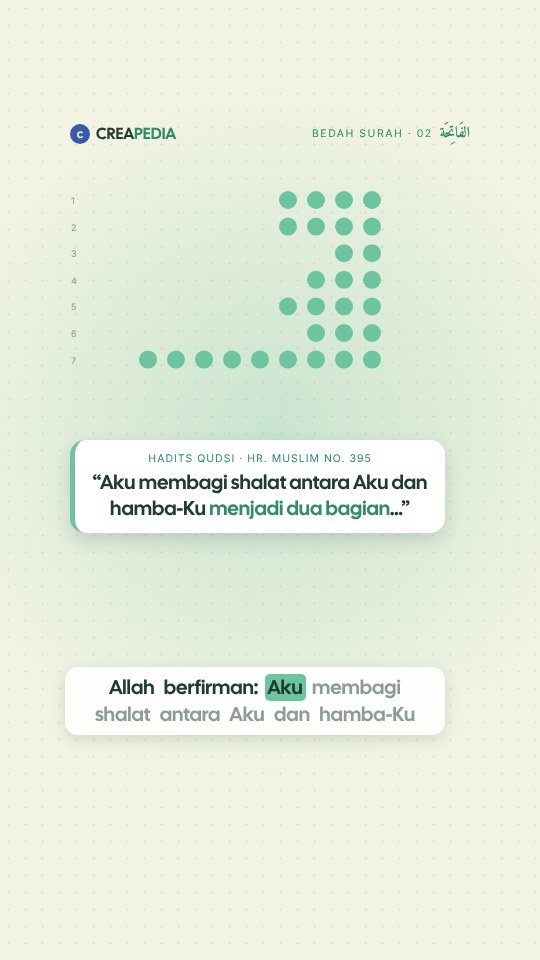 C CREAPEDIA
BEDAH SURAH · 02 الفَاتِحَة
1
2
3
4
5
6
7
HADITS QUDSI · HR. MUSLIM NO. 395
“Aku membagi shalat antara Aku dan
hamba-Ku menjadi dua bagian...”
Allah berfirman: Aku membagi
shalat antara Aku dan hamba-Ku